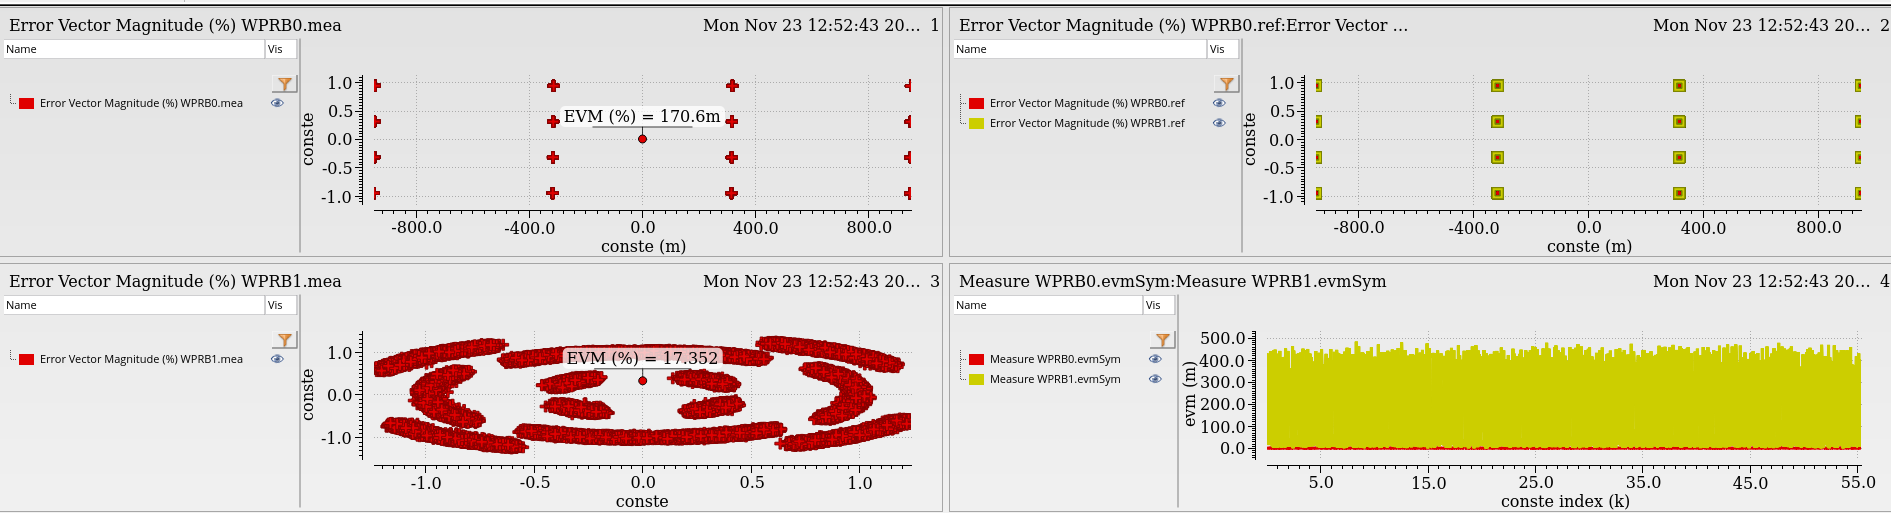 Error Vector Magnitude (%) WPRB0.mea
Mon Nov 23 12:52:43 20... 1
Name Vis
Error Vector Magnitude (%) WPRB0.mea
conste
1.0
0.5
0.0
-0.5
-1.0
EVM (%) = 170.6m
-800.0 -400.0 0.0 400.0 800.0
conste (m)
Error Vector Magnitude (%) WPRB0.ref:Error Vector ...
Mon Nov 23 12:52:43 20... 2
Name Vis
Error Vector Magnitude (%) WPRB0.ref
Error Vector Magnitude (%) WPRB1.ref
conste
1.0
0.5
0.0
-0.5
-1.0
-800.0 -400.0 0.0 400.0 800.0
conste (m)
Error Vector Magnitude (%) WPRB1.mea
Mon Nov 23 12:52:43 20... 3
Name Vis
Error Vector Magnitude (%) WPRB1.mea
conste
1.0
0.0
-1.0
EVM (%) = 17.352
-1.0 -0.5 0.0 0.5 1.0
conste
Measure WPRB0.evmSym:Measure WPRB1.evmSym
Mon Nov 23 12:52:43 20... 4
Name Vis
Measure WPRB0.evmSym
Measure WPRB1.evmSym
evm (m)
500.0
400.0
300.0
200.0
100.0
0.0
5.0 15.0 25.0 35.0 45.0 55.0
conste index (k)